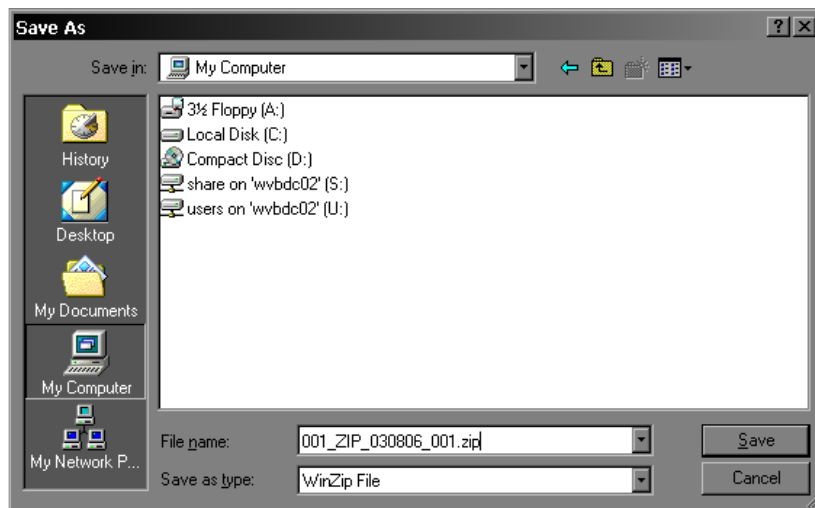 Save As
Save in: My Computer
3½ Floppy (A:)
Local Disk (C:)
Compact Disc (D:)
share on 'wvbdc02' (S:)
users on 'wvbdc02' (U:)
History
Desktop
My Documents
My Computer
My Network P...
File name: 001_ZIP_030806_001.zip Save
Save as type: WinZip File Cancel